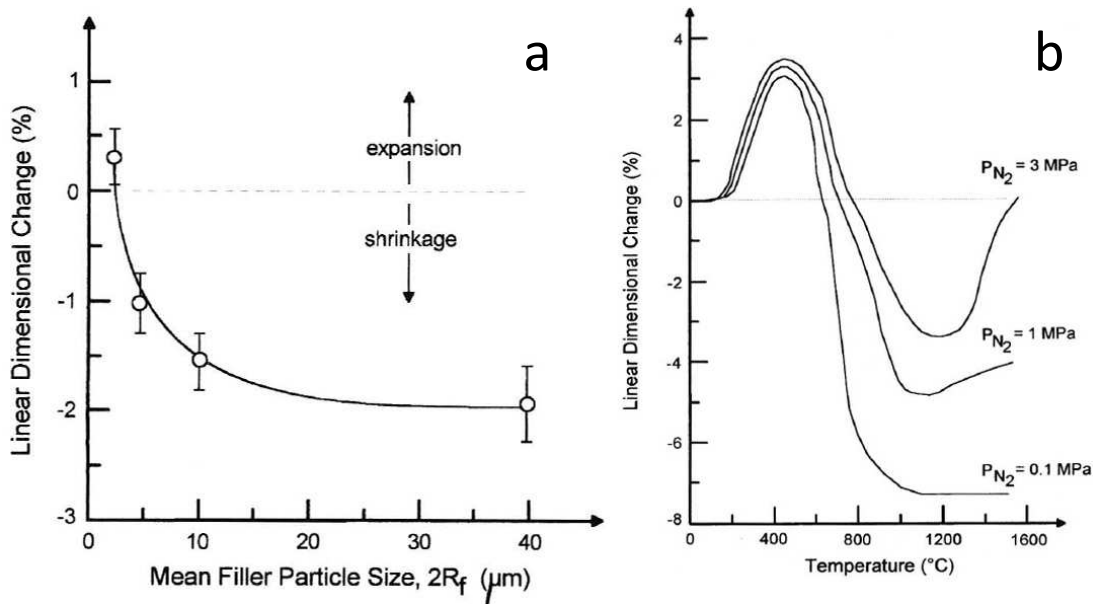 a
1
0
-1
-2
-3
Linear Dimensional Change (%)
expansion
shrinkage
0
10
20
30
40
Mean Filler Particle Size, 2Rf (μm)
b
4
2
0
-2
-4
-6
-8
Linear Dimensional Change (%)
PN2 = 3 MPa
PN2 = 1 MPa
PN2 = 0.1 MPa
0
400
800
1200
1600
Temperature (°C)